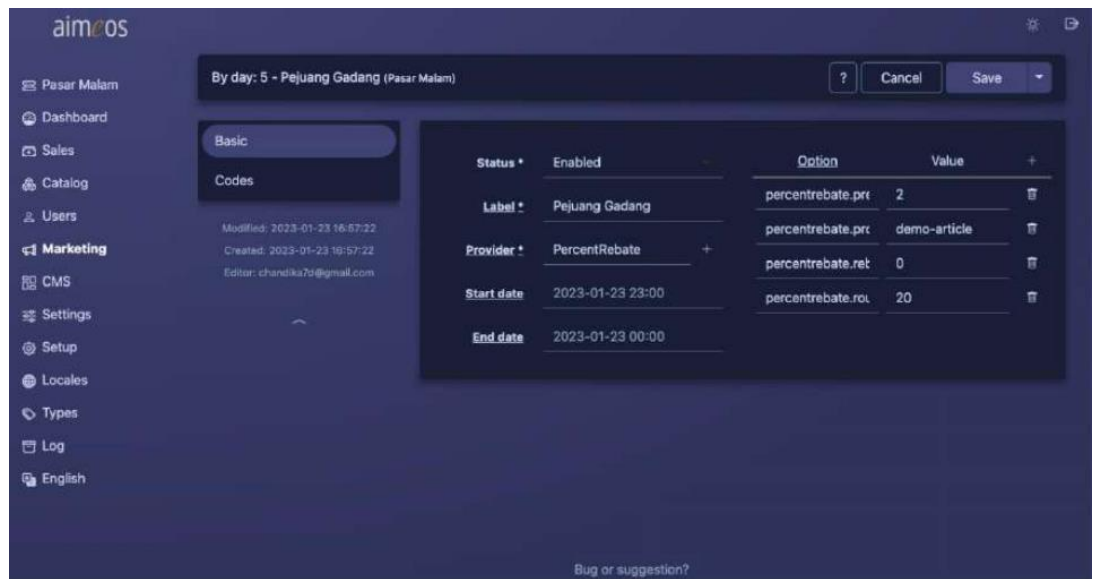 aimeos
Pasar Malam
Dashboard
Sales
Catalog
Users
Marketing
CMS
Settings
Setup
Locales
Types
Log
English
By day: 5 - Pejuang Gadang (Pasar Malam)
?
Cancel
Save
Basic
Codes
Modified: 2023-01-23 16:57:22
Created: 2023-01-23 16:57:22
Editor: chandika7d@gmail.com
Status *
Enabled
Label *
Pejuang Gadang
Provider *
PercentRebate
+
Start date
2023-01-23 23:00
End date
2023-01-23 00:00
Option Value +
percentrebate.pre 2
percentrebate.pro demo-article
percentrebate.reb 0
percentrebate.rou 20
Bug or suggestion?